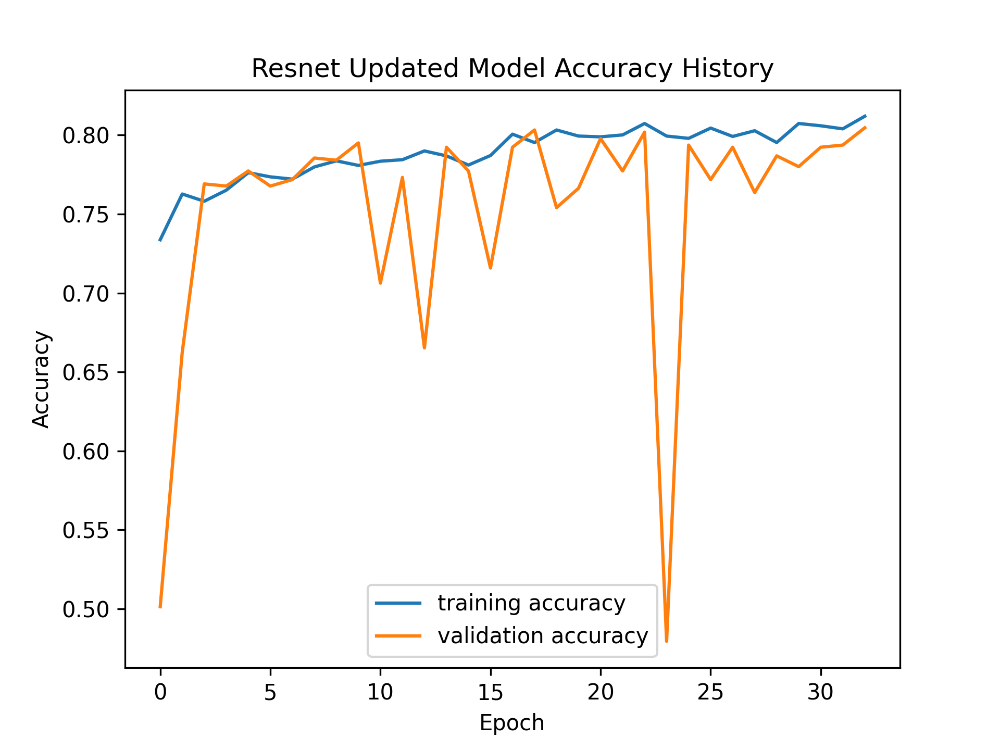 Resnet Updated Model Accuracy History
0.80
0.75
0.70
0.65
0.60
0.55
0.50
Accuracy
training accuracy
validation accuracy
0 5 10 15 20 25 30
Epoch